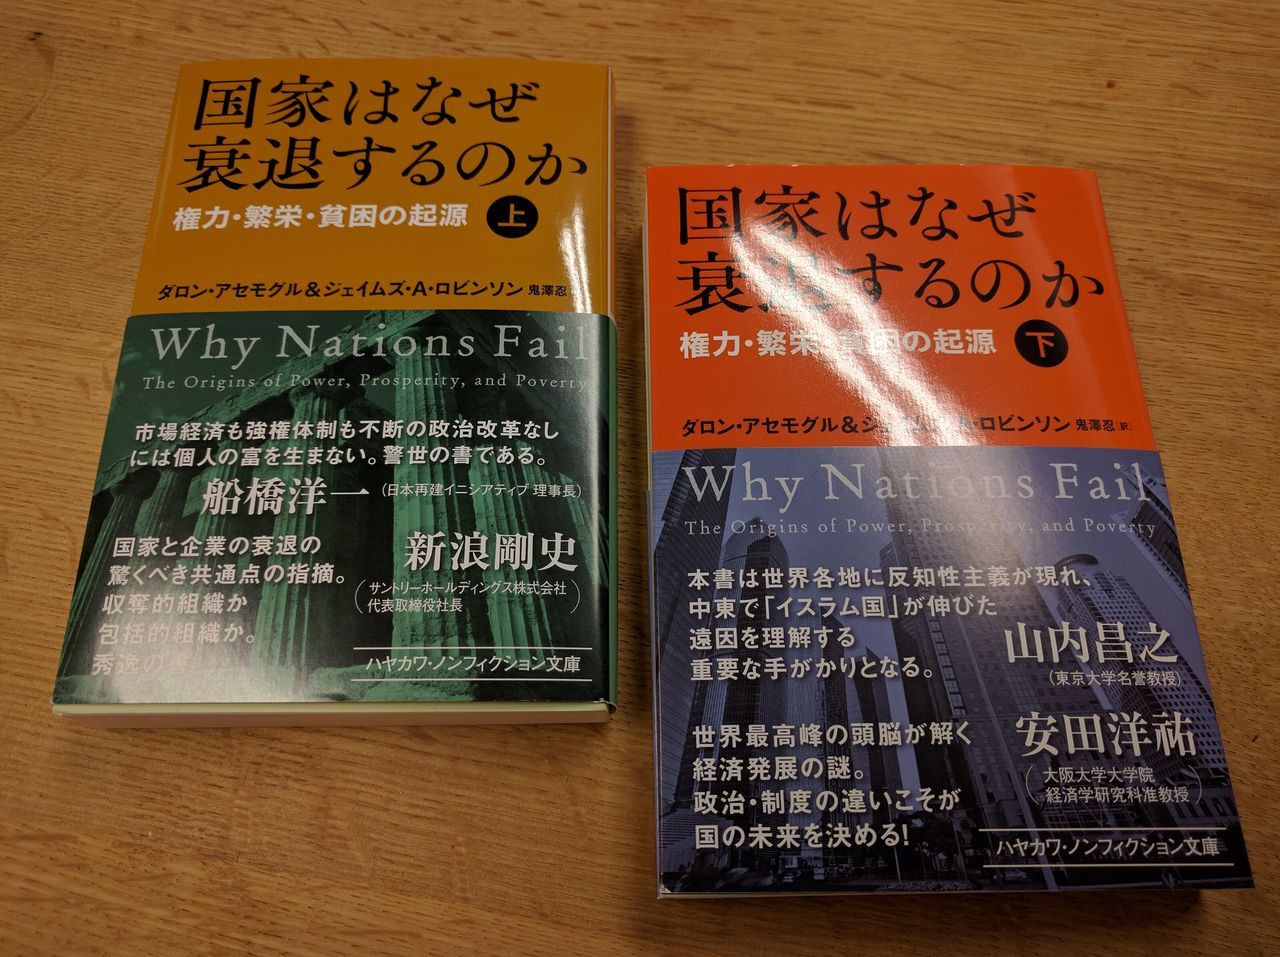 国家はなぜ
衰退するのか
権力・繁栄・貧困の起源 上
ダロン・アセモグル&ジェイムズ・A・ロビンソン 鬼澤忍
Why Nations Fail
The Origins of Power, Prosperity, and Poverty
市場経済も強権体制も不断の政治改革なし
には個人の富を生まない。警世の書である。
船橋洋一 (日本再建イニシアティブ 理事長)
国家と企業の衰退の
驚くべき共通点の指摘。
収奪的組織か
包括的組織か。
秀逸の書
新浪剛史
(サントリーホールディングス株式会社
代表取締役社長)
ハヤカワ・ノンフィクション文庫
国家はなぜ
衰退するのか
権力・繁栄・貧困の起源 下
ダロン・アセモグル&ジェイムズ・A・ロビンソン 鬼澤忍[訳]
Why Nations Fail
The Origins of Power, Prosperity, and Poverty
本書は世界各地に反知性主義が現れ、
中東で「イスラム国」が伸びた
遠因を理解する
重要な手がかりとなる。
山内昌之
(東京大学名誉教授)
世界最高峰の頭脳が解く
経済発展の謎。
政治・制度の違いこそが
国の未来を決める!
安田洋祐
(大阪大学大学院
経済学研究科准教授)
ハヤカワ・ノンフィクション文庫